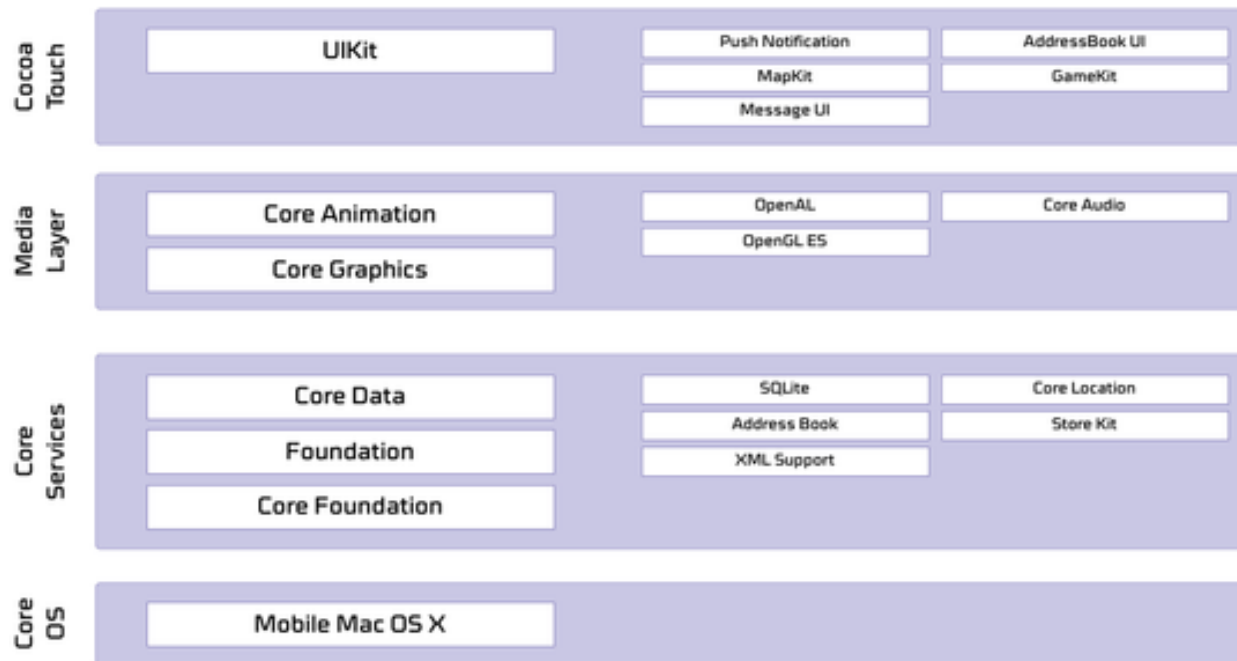 Cocoa
Touch
UIKit
Push Notification
AddressBook UI
MapKit
GameKit
Message UI
Media
Layer
Core Animation
OpenAL
Core Audio
Core Graphics
OpenGL ES
Core
Services
Core Data
SQLite
Core Location
Foundation
Address Book
Store Kit
Core Foundation
XML Support
Core
OS
Mobile Mac OS X